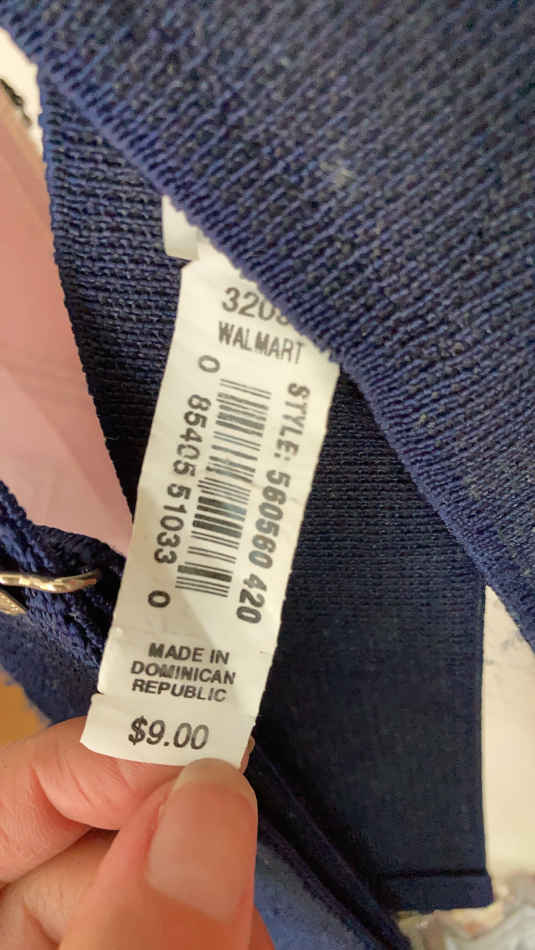 WALMART
STYLE: 560560 420
0 85405 51033 0
MADE IN
DOMINICAN
REPUBLIC
$9.00